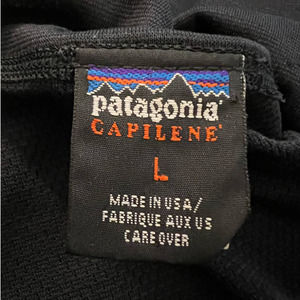 patagonia®
CAPILENE®
L
MADE IN USA/
FABRIQUE AUX US
CARE OVER